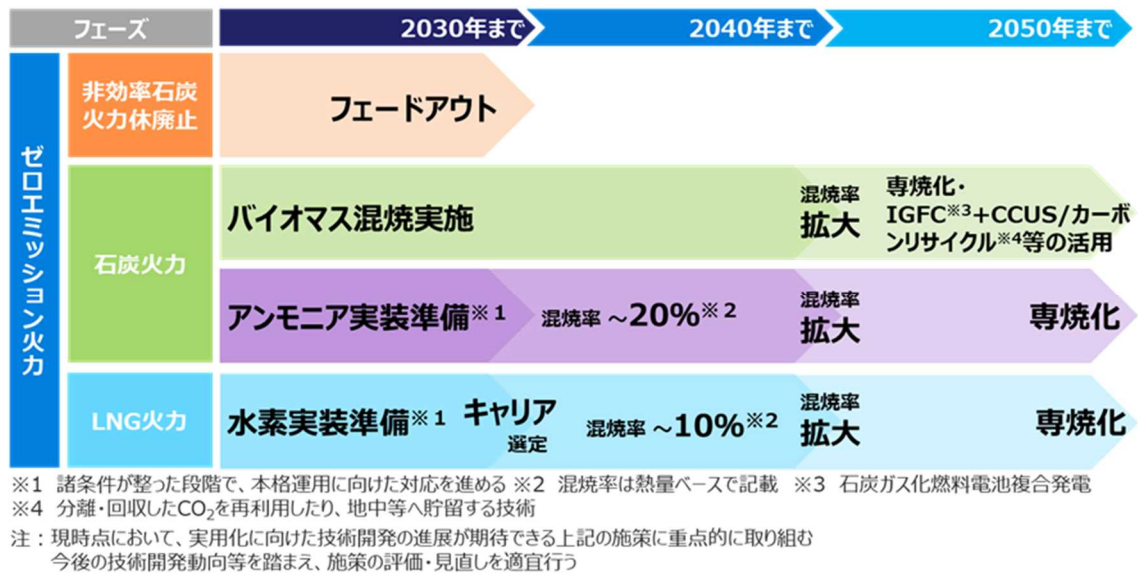 フェーズ
2030年まで
2040年まで
2050年まで
ゼロエミッション火力
非効率石炭
火力休廃止
フェードアウト
石炭火力
バイオマス混焼実施
混焼率
拡大
専焼化・
IGFC※3+CCUS/カーボ
ンリサイクル※4等の活用
アンモニア実装準備※1
混焼率 ~20%※2
混焼率
拡大
専焼化
LNG火力
水素実装準備※1
キャリア
選定
混焼率 ~10%※2
混焼率
拡大
専焼化
※1 諸条件が整った段階で、本格運用に向けた対応を進める ※2 混焼率は熱量ベースで記載 ※3 石炭ガス化燃料電池複合発電
※4 分離・回収したCO₂を再利用したり、地中等へ貯留する技術
注：現時点において、実用化に向けた技術開発の進展が期待できる上記の施策に重点的に取り組む
今後の技術開発動向等を踏まえ、施策の評価・見直しを適宜行う